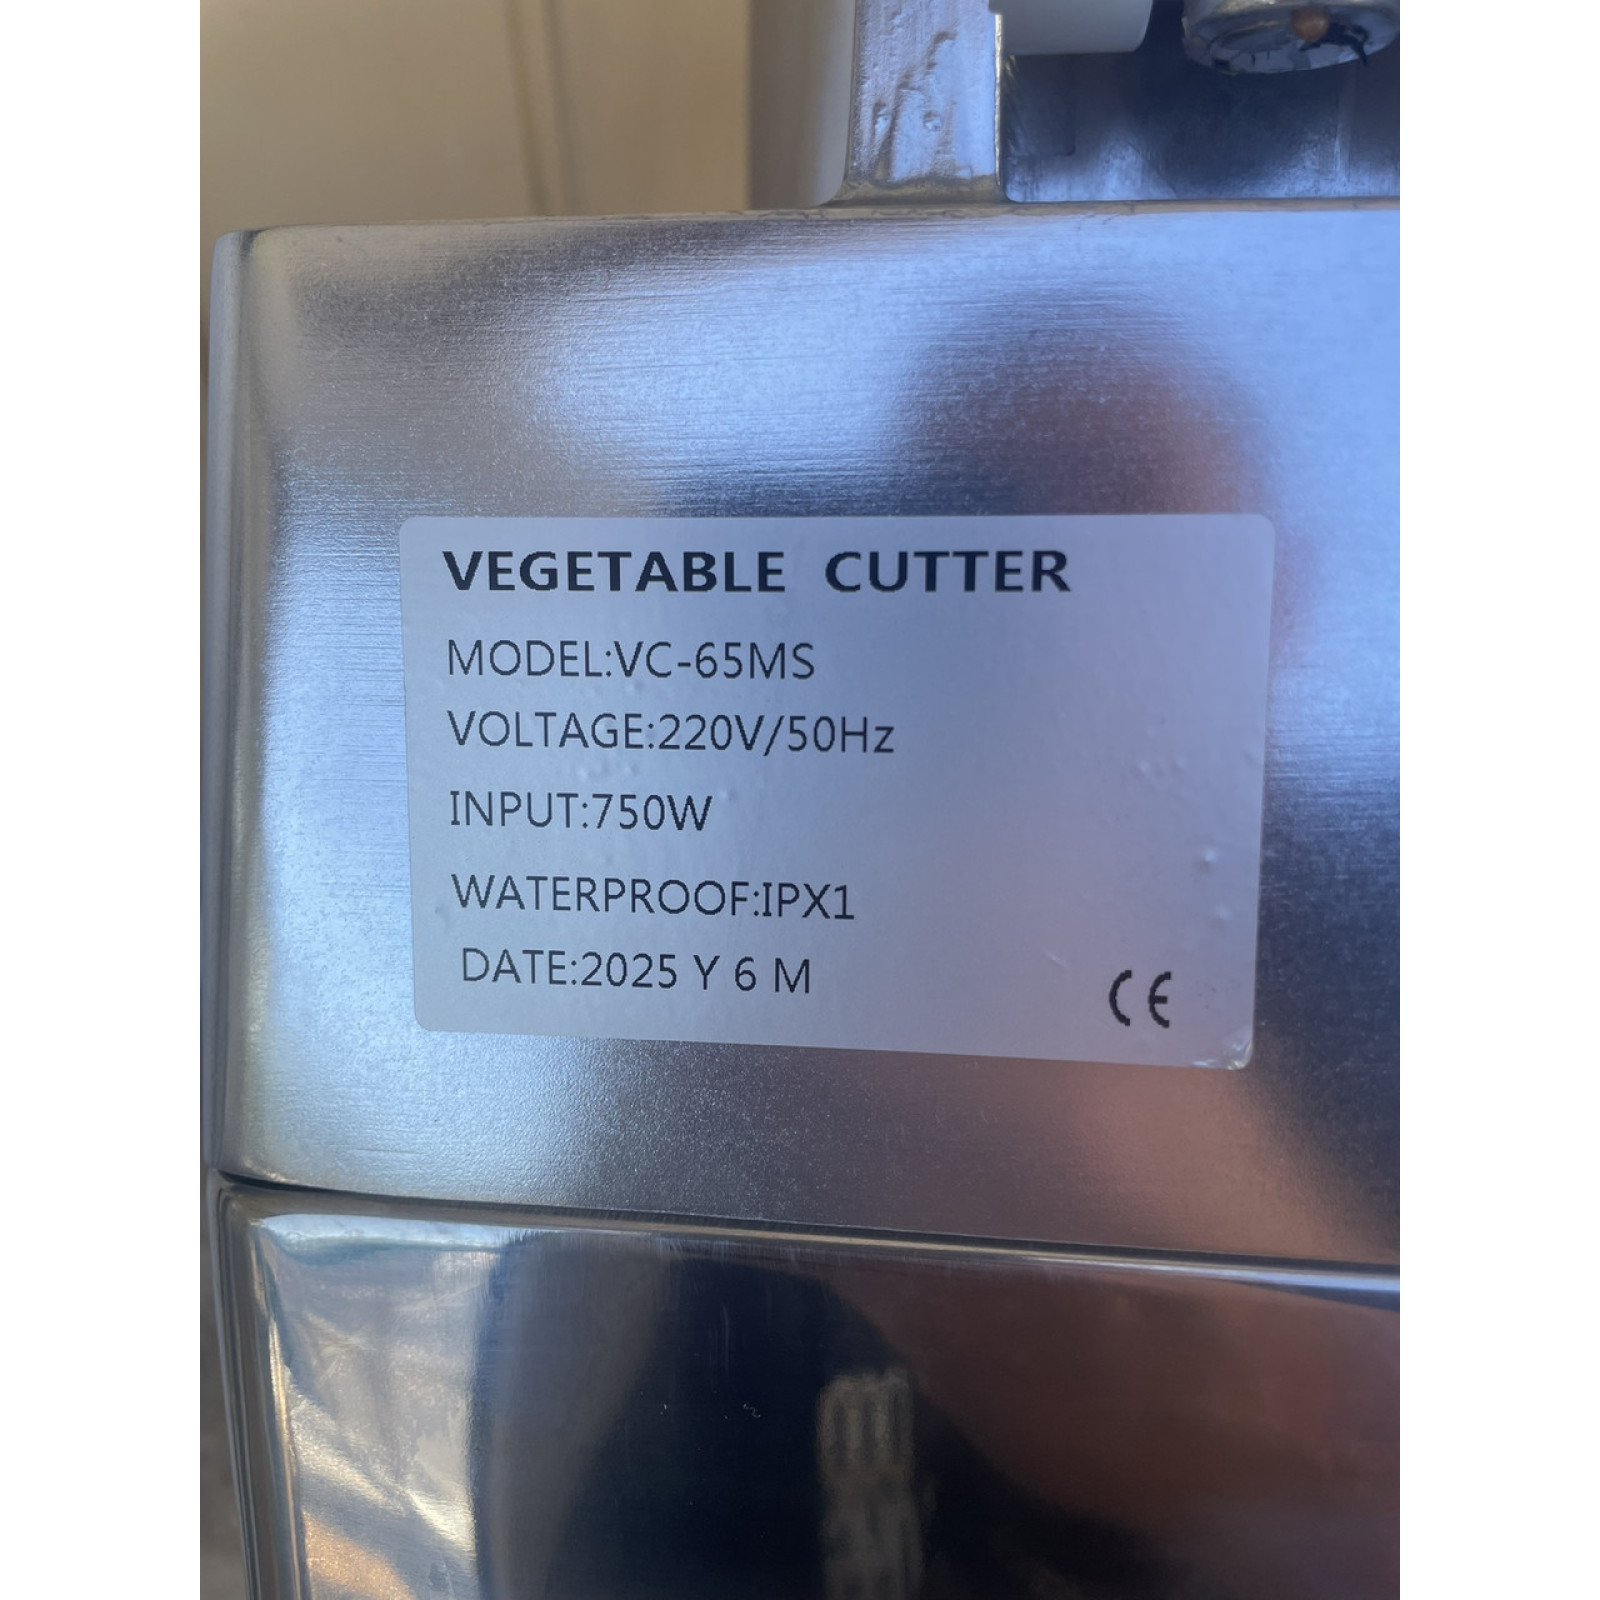 VEGETABLE CUTTER
MODEL:VC-65MS
VOLTAGE:220V/50Hz
INPUT:750W
WATERPROOF:IPX1
DATE:2025 Y 6 M
CE